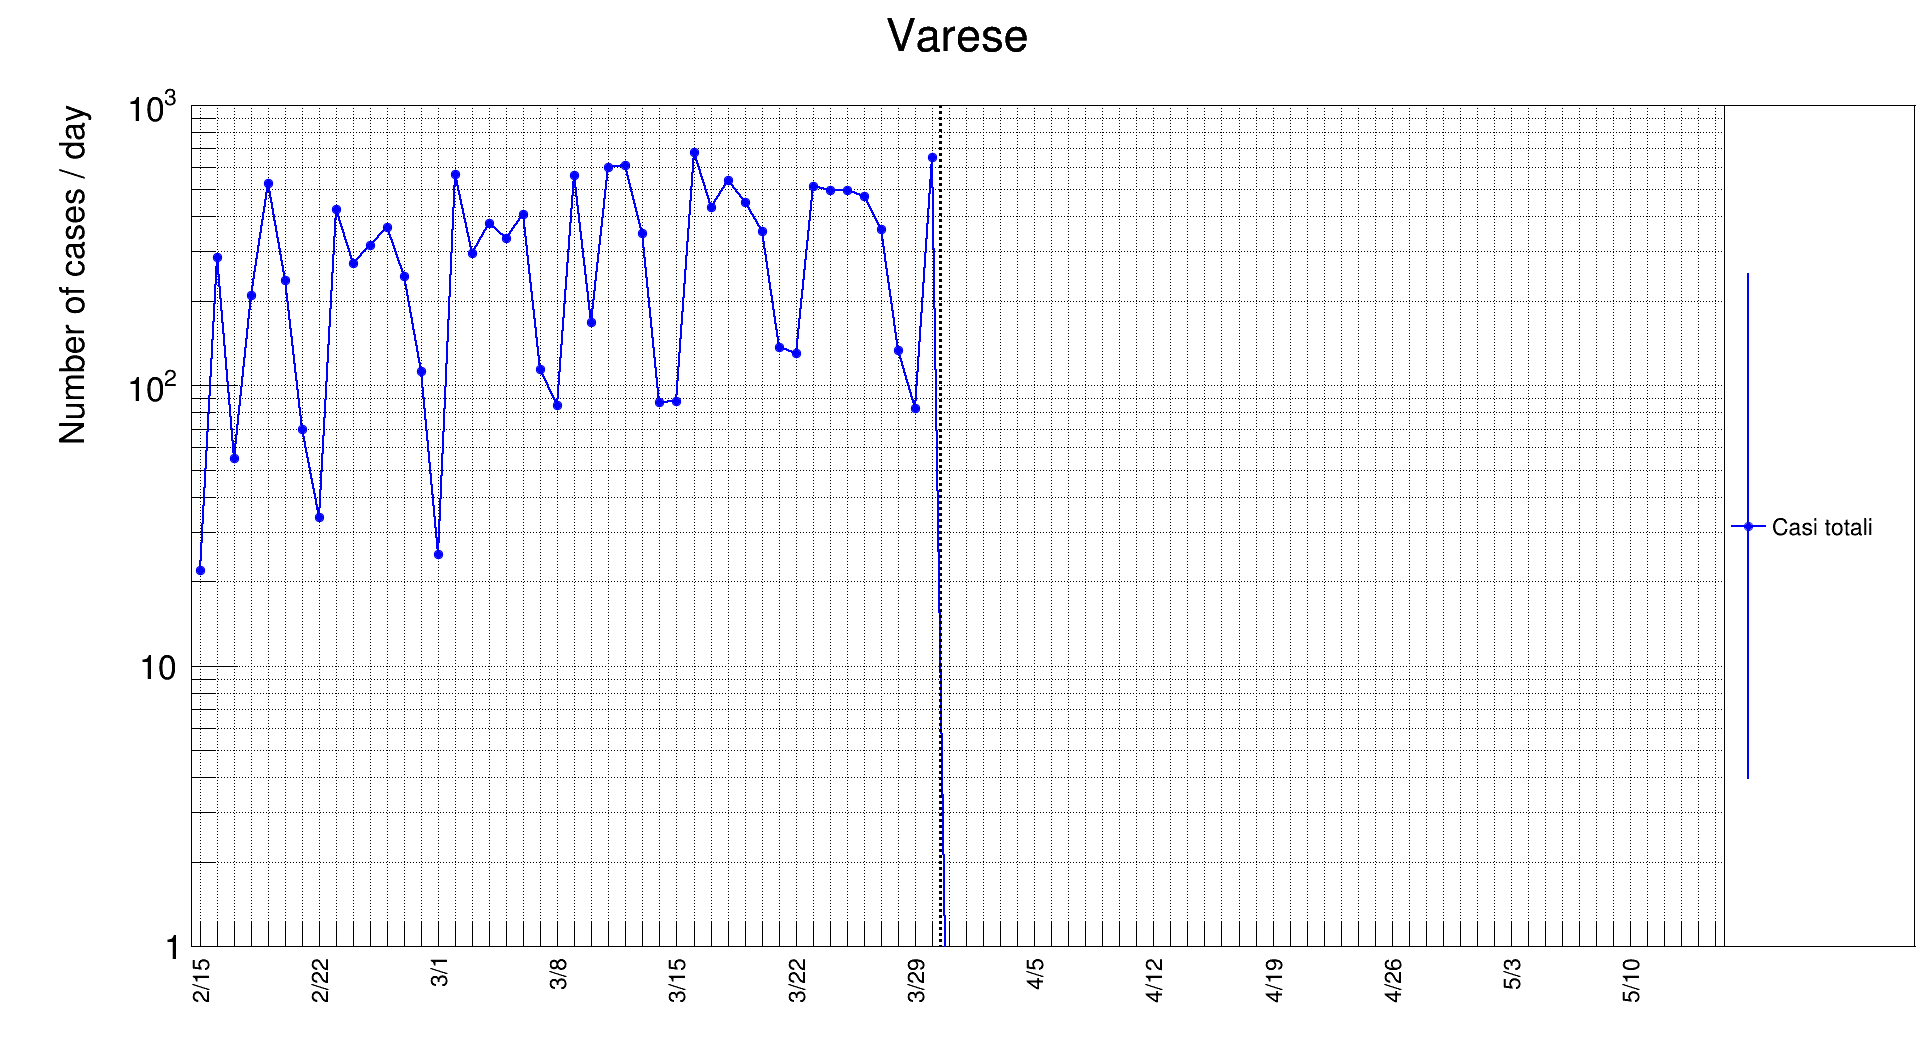 Varese
Number of cases / day
10³
10²
10
1
2/15 2/22 3/1 3/8 3/15 3/22 3/29 4/5 4/12 4/19 4/26 5/3 5/10
Casi totali